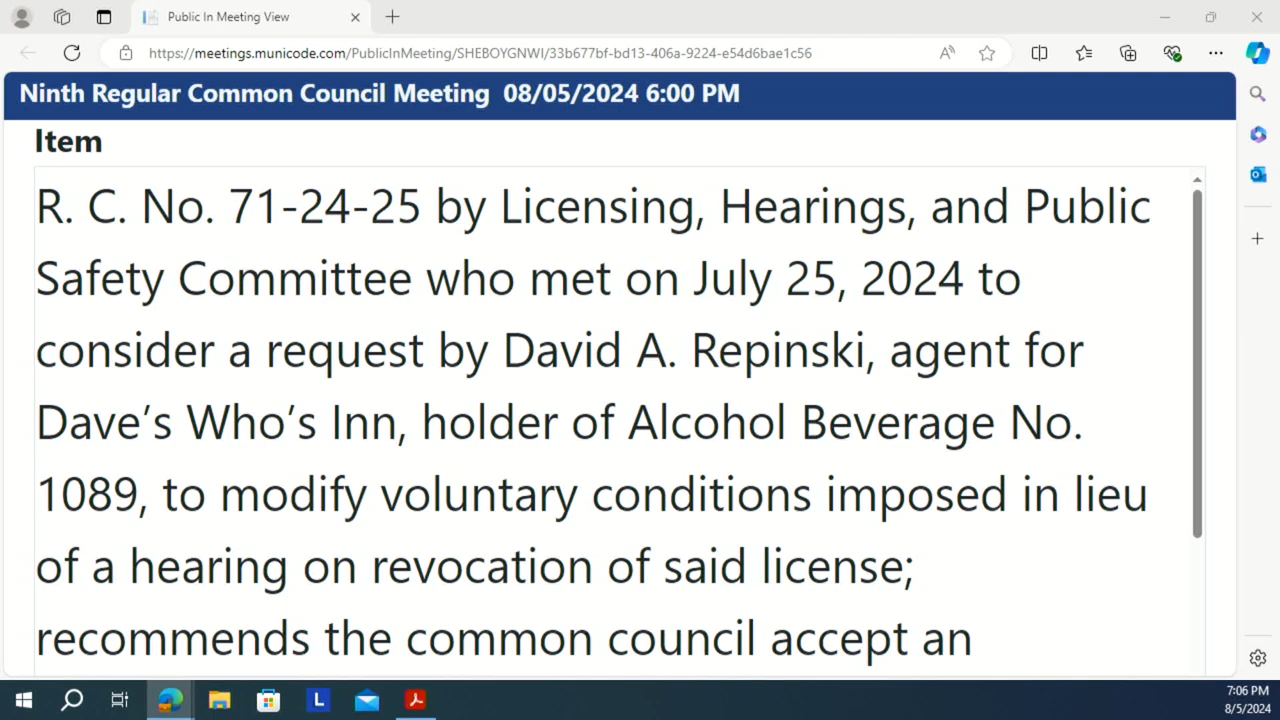 Public In Meeting View
https://meetings.municode.com/PublicInMeeting/SHEBOYGNWI/33b677bf-bd13-406a-9224-e54d6bae1c56
Ninth Regular Common Council Meeting 08/05/2024 6:00 PM
Item
R. C. No. 71-24-25 by Licensing, Hearings, and Public
Safety Committee who met on July 25, 2024 to
consider a request by David A. Repinski, agent for
Dave’s Who’s Inn, holder of Alcohol Beverage No.
1089, to modify voluntary conditions imposed in lieu
of a hearing on revocation of said license;
recommends the common council accept an
L
7:06 PM
8/5/2024